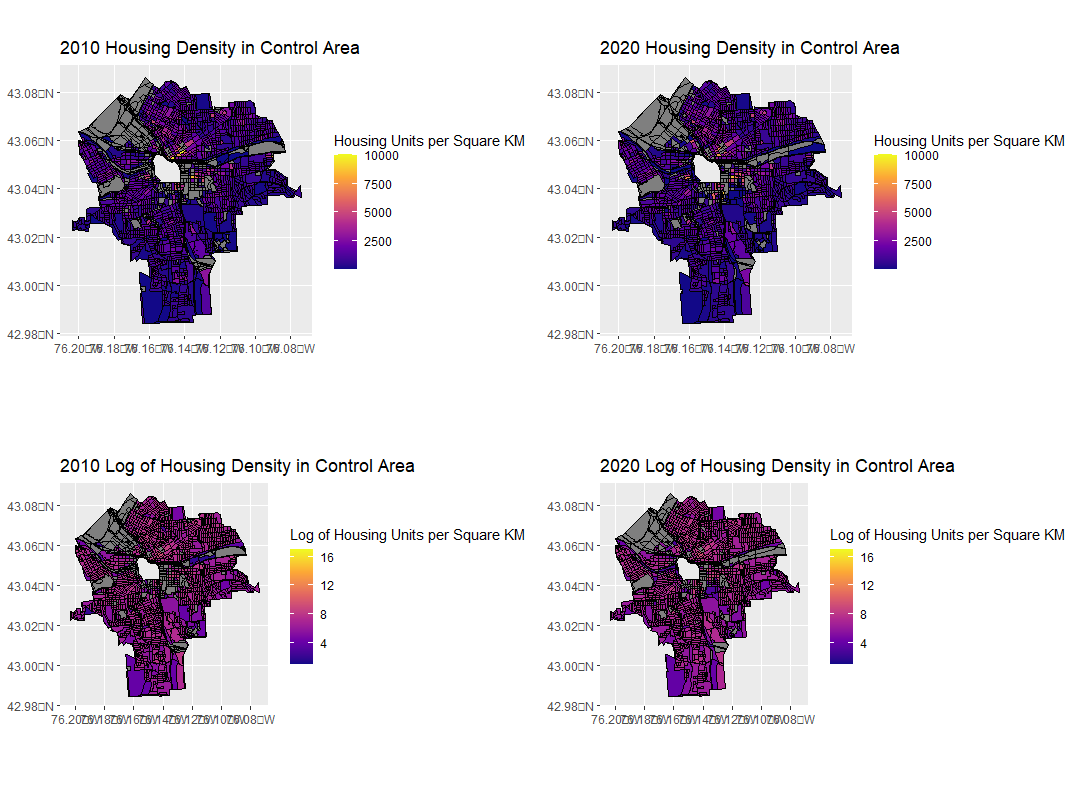 2010 Housing Density in Control Area
43.08□N
43.06□N
43.04□N
43.02□N
43.00□N
42.98□N
Housing Units per Square KM
10000
7500
5000
2500
2020 Housing Density in Control Area
43.08□N
43.06□N
43.04□N
43.02□N
43.00□N
42.98□N
Housing Units per Square KM
10000
7500
5000
2500
2010 Log of Housing Density in Control Area
43.08□N
43.06□N
43.04□N
43.02□N
43.00□N
42.98□N
Log of Housing Units per Square KM
16
12
8
4
2020 Log of Housing Density in Control Area
43.08□N
43.06□N
43.04□N
43.02□N
43.00□N
42.98□N
Log of Housing Units per Square KM
16
12
8
4